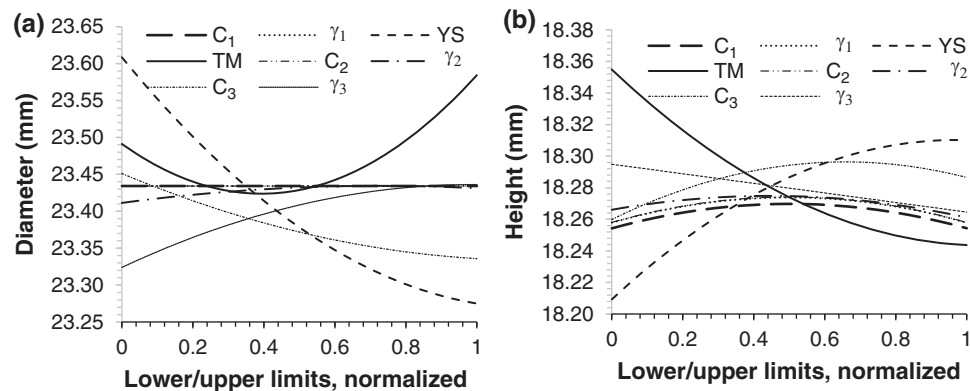 (a)
23.65
23.60
23.55
23.50
23.45
23.40
23.35
23.30
23.25
Diameter (mm)
C₁ γ₁ YS
TM C₂ γ₂
C₃ γ₃
0 0.2 0.4 0.6 0.8 1
Lower/upper limits, normalized
(b)
18.38
18.36
18.34
18.32
18.30
18.28
18.26
18.24
18.22
18.20
Height (mm)
C₁ γ₁ YS
TM C₂ γ₂
C₃ γ₃
0 0.2 0.4 0.6 0.8 1
Lower/upper limits, normalized